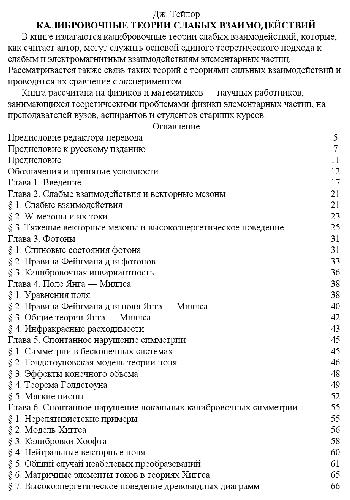 Дж. Тейлор
КАЛИБРОВОЧНЫЕ ТЕОРИИ СЛАБЫХ ВЗАИМОДЕЙСТВИЙ
В книге излагаются калибровочные теории слабых взаимодействий, которые,
как считает автор, могут служить основой единого теоретического подхода к
слабым и электромагнитным взаимодействиям элементарных частиц.
Рассматривается также связь таких теорий с теориями сильных взаимодействий и
проводится их сравнение с экспериментом.
Книга рассчитана на физиков и математиков — научных работников,
занимающихся теоретическими проблемами физики элементарных частиц, на
преподавателей вузов, аспирантов и студентов старших курсов.
Оглавление
Предисловие редактора перевода 5
Предисловие к русскому изданию 7
Предисловие 11
Обозначения и принятые условности 13
Глава 1. Введение 17
Глава 2. Слабые взаимодействия и векторные мезоны 21
§ 1. Слабые взаимодействия 21
§ 2. W-мезоны и их токи 23
§ 3. Тяжелые векторные мезоны и высокоэнергетическое поведение 25
Глава 3. Фотоны 31
§ 1. Спиновые состояния фотона 31
§ 2. Правила Фейнмана для фотонов 33
§ 3. Калибровочная инвариантность 36
Глава 4. Поле Янга — Миллса 38
§ 1. Уравнения поля 38
§ 2. Правила Фейнмана для поля Янга — Миллса 40
§ 3. Общие теории Янга — Миллса 42
§ 4. Инфракрасные расходимости 43
Глава 5. Спонтанное нарушение симметрии 45
§ 1. Симметрии в бесконечных системах 45
§ 2. Голдстоуновская модель теории поля 46
§ 3. Эффекты конечного объема 48
§ 4. Теорема Голдстоуна 49
§ 5. Мягкие пионы 52
Глава 6. Спонтанное нарушение локальных калибровочных симметрии 55
§ 1. Нерелятивистские примеры 55
§ 2. Модель Хиггса 56
§ 3. Калибровки Хоофта 58
§ 4. Нейтральные векторные поля 60
§ 5. Общий случай неабелевых преобразований 61
§ 6. Матричные элементы токов в теориях Хиггса 65
§ 7. Высокоэнергетическое поведение древовидных диаграмм 66